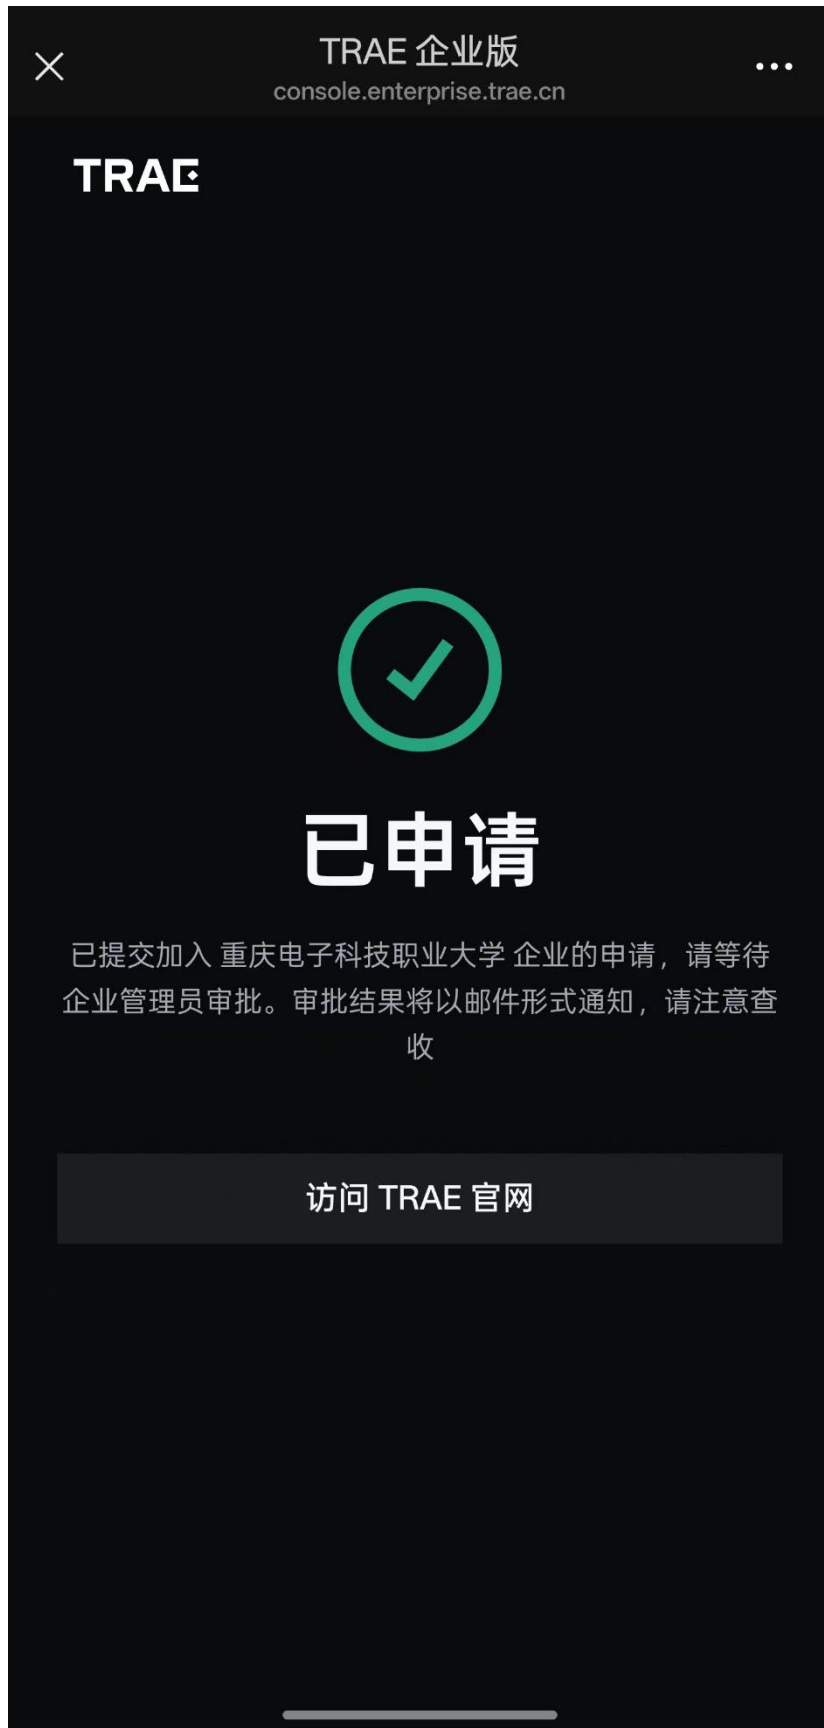 TRAE 企业版
console.enterprise.trae.cn
TRAE
已申请
已提交加入 重庆电子科技职业大学 企业的申请，请等待
企业管理员审批。审批结果将以邮件形式通知，请注意查
收
访问 TRAE 官网